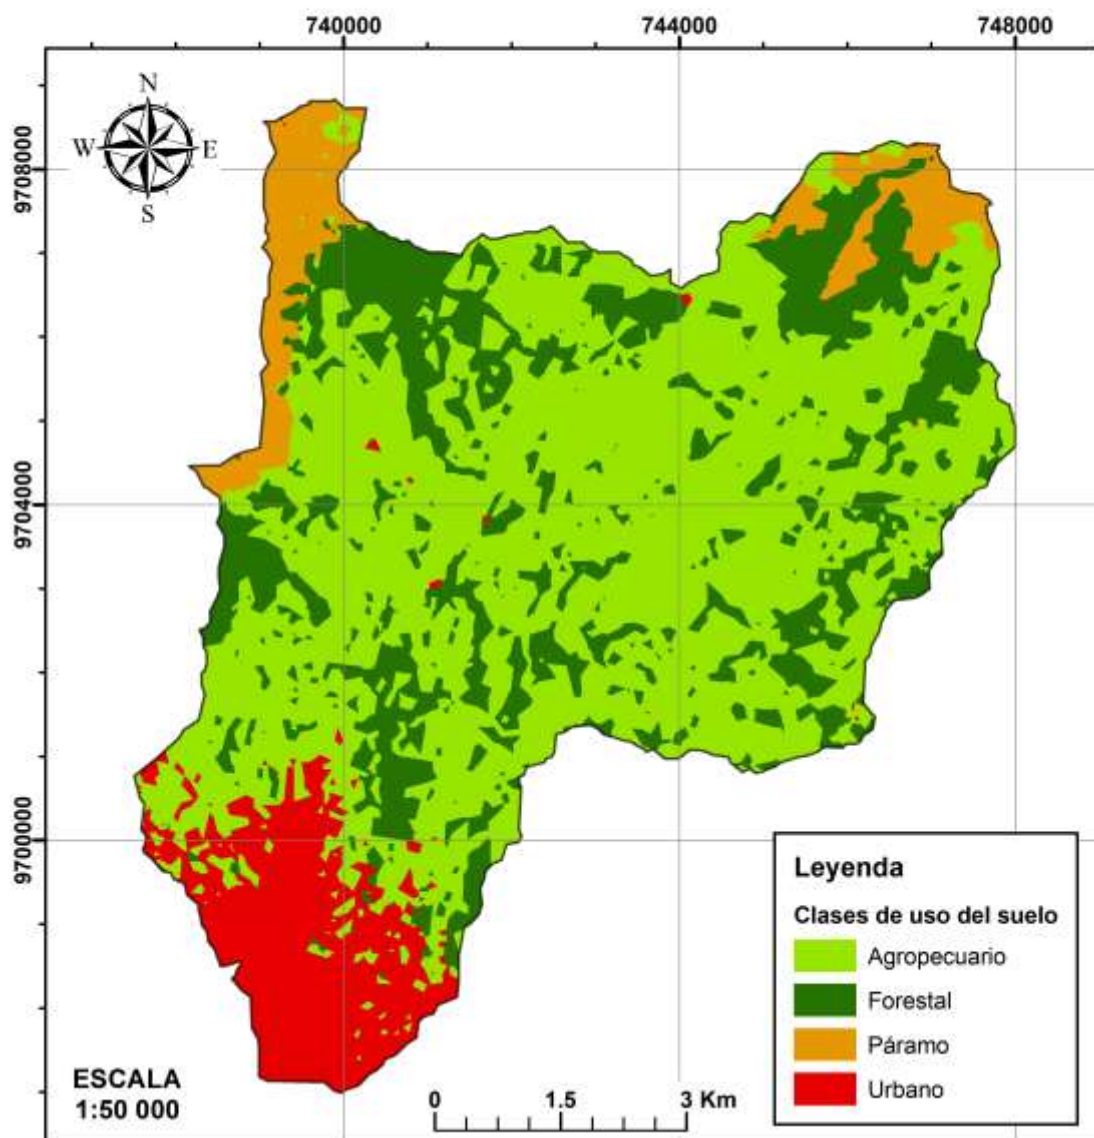 740000
744000
748000
N
W
E
S
9708000
9704000
9700000
Leyenda
Clases de uso del suelo
Agropecuario
Forestal
Páramo
Urbano
ESCALA
1:50 000
0
1.5
3 Km